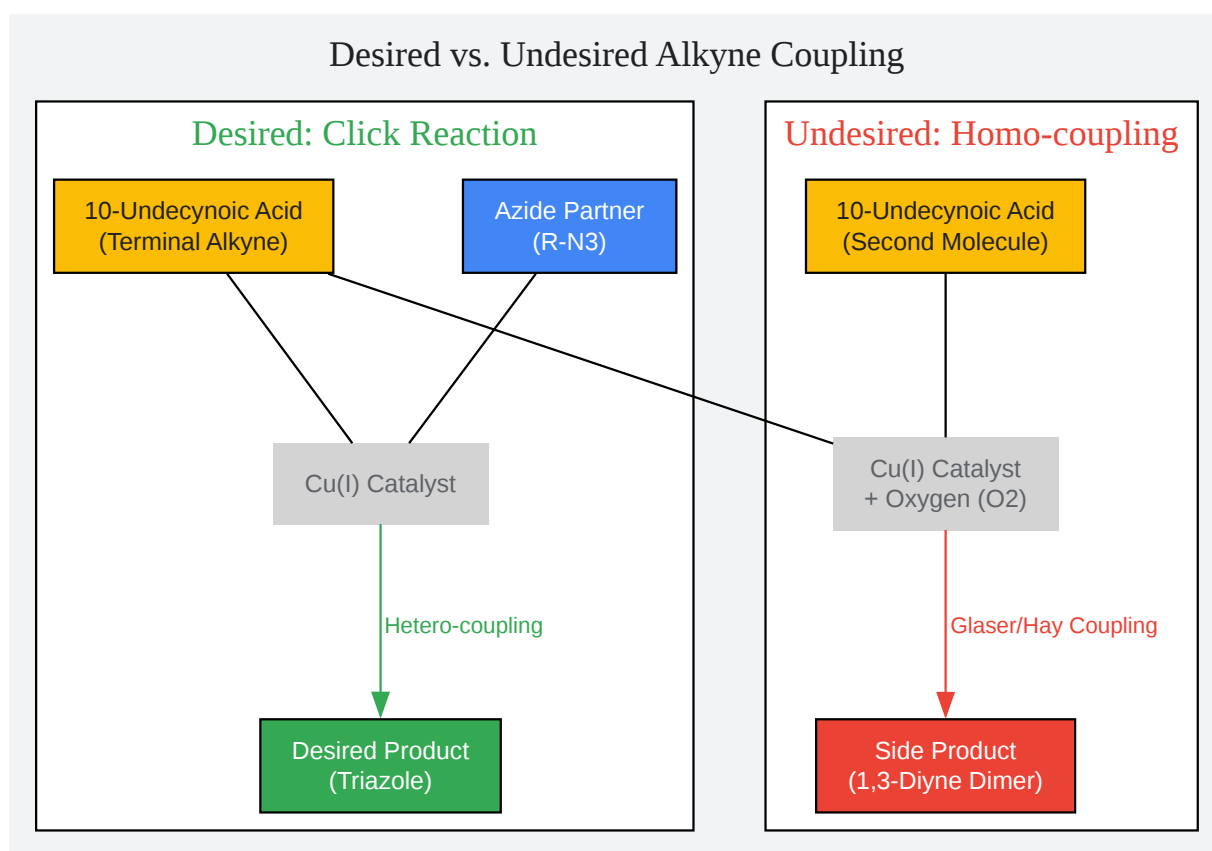 Desired vs. Undesired Alkyne Coupling
Desired: Click Reaction
10-Undecynoic Acid
(Terminal Alkyne)
Azide Partner
(R-N3)
Cu(I) Catalyst
Hetero-coupling
Desired Product
(Triazole)
Undesired: Homo-coupling
10-Undecynoic Acid
(Second Molecule)
Cu(I) Catalyst
+ Oxygen (O2)
Glaser/Hay Coupling
Side Product
(1,3-Diyne Dimer)